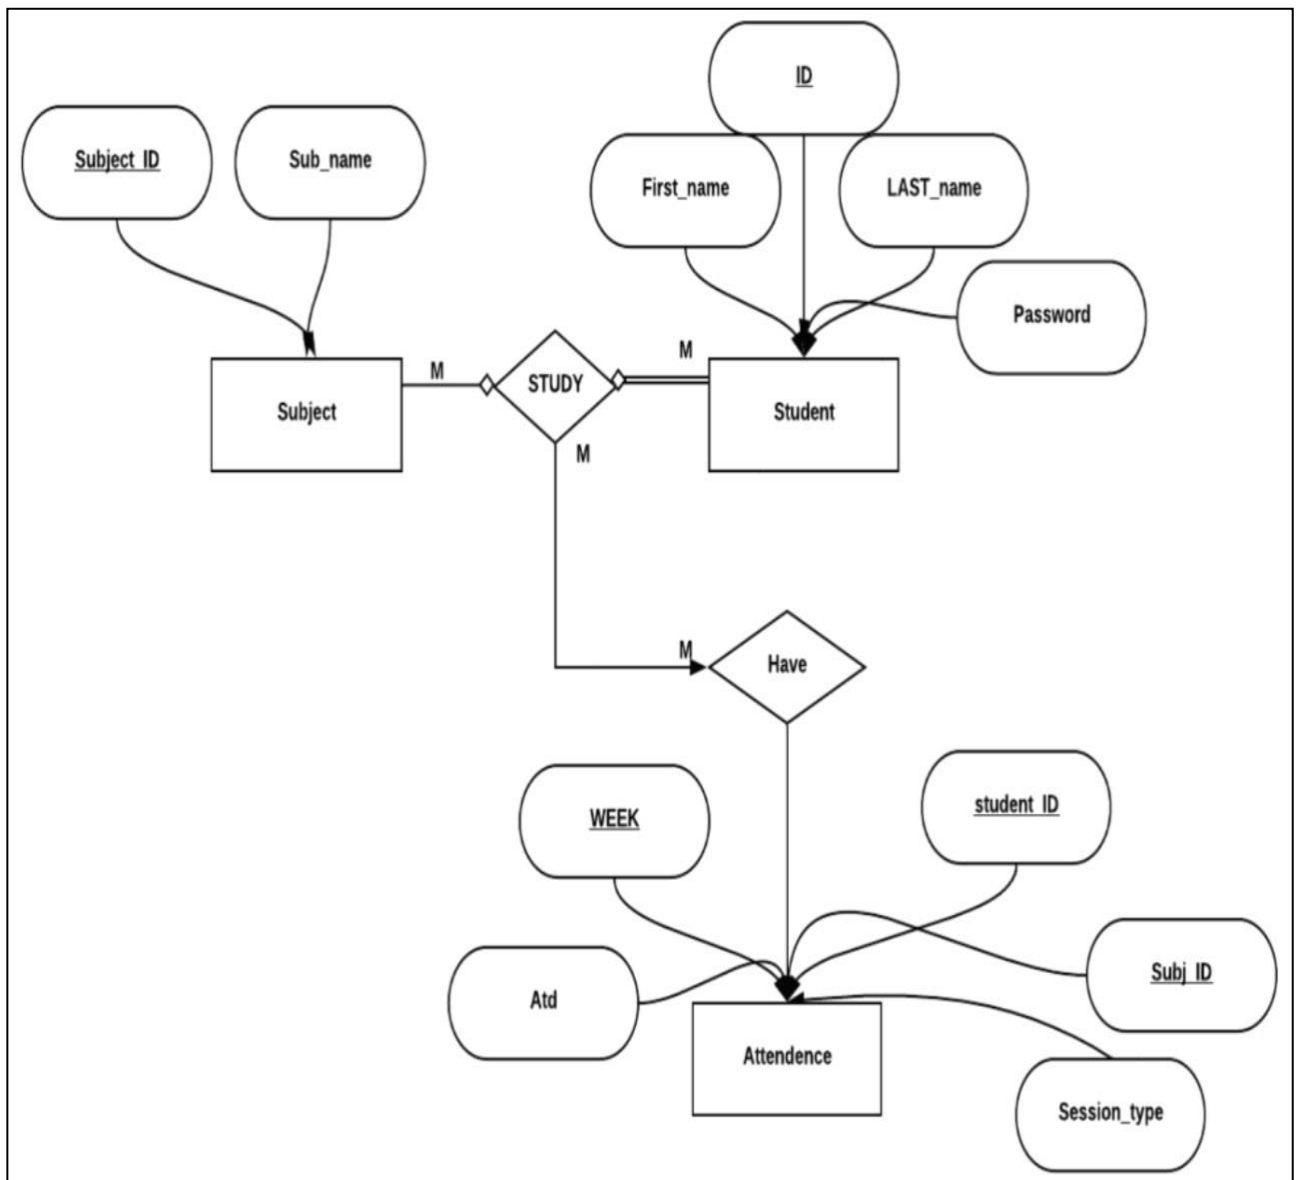 ID
Subject_ID
Sub_name
First_name
LAST_name
Password
M
M
STUDY
Subject
Student
M
M
Have
WEEK
student_ID
Subj_ID
Atd
Attendence
Session_type